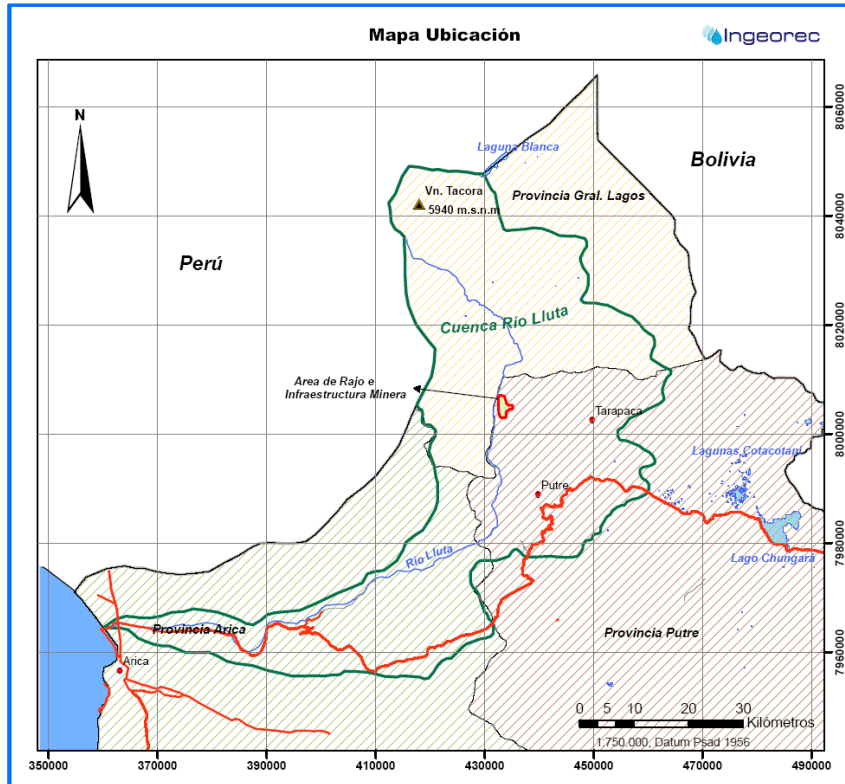 Mapa Ubicación
Ingeorec
N
8060000
Laguna Blanca
Bolivia
Vn. Tacora
5940 m.s.n.m
Provincia Gral. Lagos
8040000
Perú
Cuenca Río Lluta
8020000
Area de Rajo e
Infraestructura Minera
Tarapaca
8000000
Lagunas Cotacotani
Putre
Río Lluta
7980000
Lago Chungará
Provincia Arica
Provincia Putre
7960000
Arica
0 5 10 20 30
Kilómetros
1:750.000, Datum Psad 1956
350000 370000 390000 410000 430000 450000 470000 490000